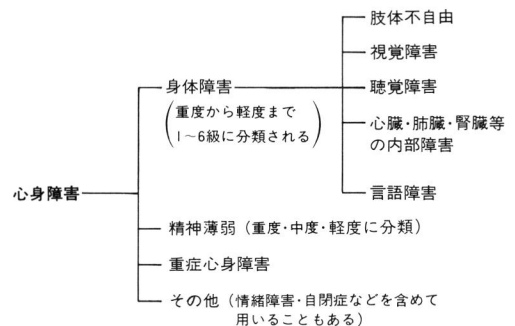 肢体不自由
視覚障害
身体障害
聴覚障害
(重度から軽度まで
1〜6級に分類される)
心臓・肺臓・腎臓等
の内部障害
心身障害
言語障害
精神薄弱(重度・中度・軽度に分類)
重症心身障害
その他(情緒障害・自閉症などを含めて
用いることもある)